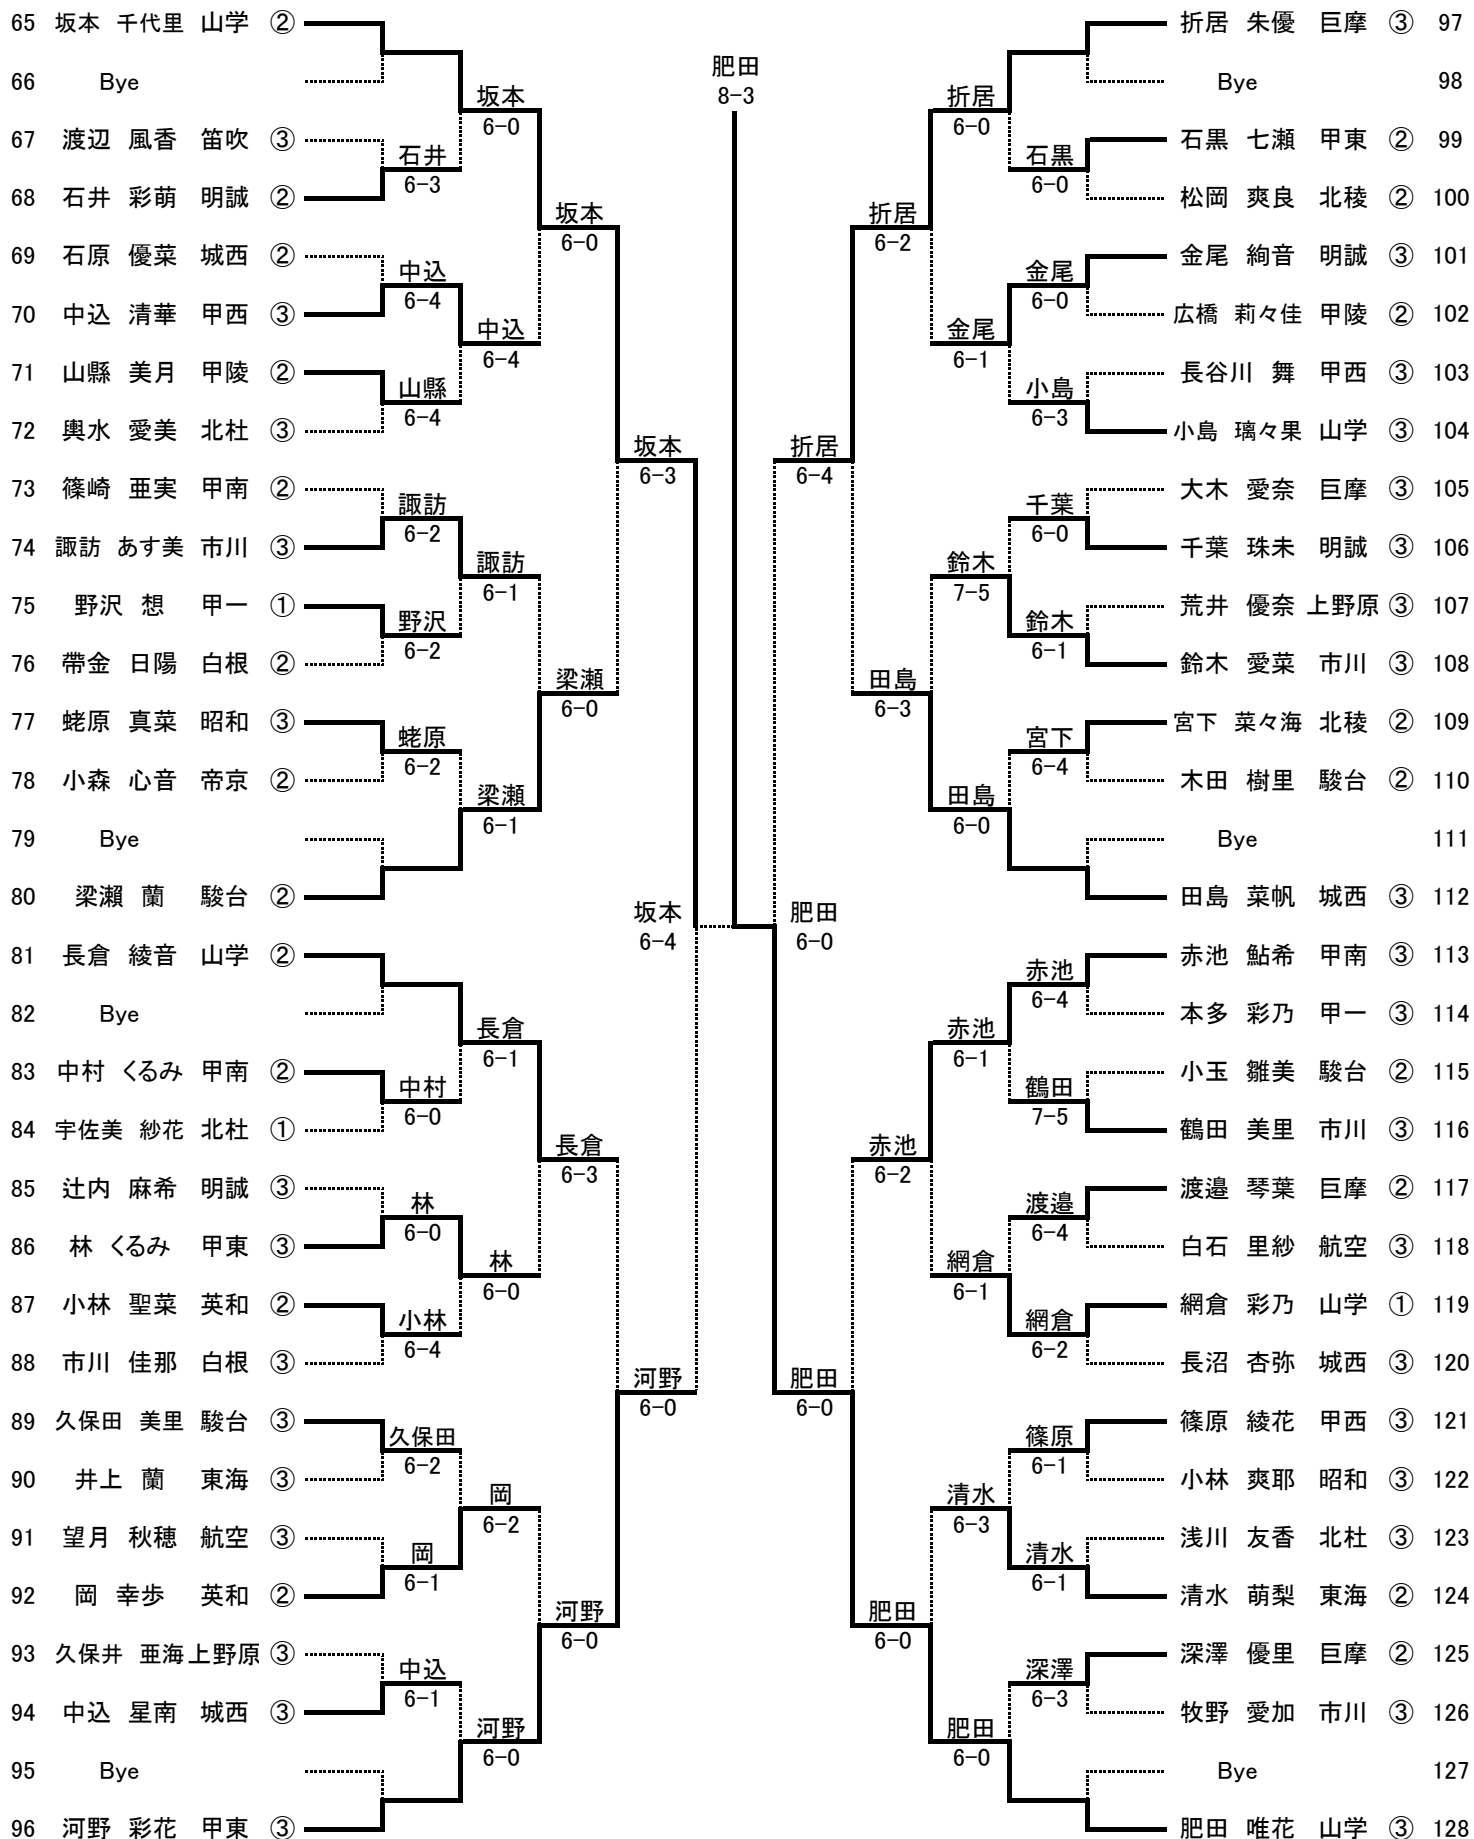 65 坂本 千代里 山学 ②
66 Bye
67 渡辺 風香 笛吹 ③
68 石井 彩萌 明誠 ②
69 石原 優菜 城西 ②
70 中込 清華 甲西 ③
71 山縣 美月 甲陵 ②
72 輿水 愛美 北杜 ③
73 篠崎 亜実 甲南 ②
74 諏訪 あす美 市川 ③
75 野沢 想 甲一 ①
76 帶金 日陽 白根 ②
77 蛯原 真菜 昭和 ③
78 小森 心音 帝京 ②
79 Bye
80 梁瀬 蘭 駿台 ②
81 長倉 綾音 山学 ②
82 Bye
83 中村 くるみ 甲南 ②
84 宇佐美 紗花 北杜 ①
85 辻内 麻希 明誠 ③
86 林 くるみ 甲東 ③
87 小林 聖菜 英和 ②
88 市川 佳那 白根 ③
89 久保田 美里 駿台 ③
90 井上 蘭 東海 ③
91 望月 秋穂 航空 ③
92 岡 幸歩 英和 ②
93 久保井 亜海 上野原 ③
94 中込 星南 城西 ③
95 Bye
96 河野 彩花 甲東 ③
石井
6-3
中込
6-4
山縣
6-4
諏訪
6-2
野沢
6-2
蛯原
6-2
中村
6-0
林
6-0
小林
6-4
久保田
6-2
岡
6-1
中込
6-1
坂本
6-0
中込
6-4
諏訪
6-1
梁瀬
6-1
長倉
6-1
林
6-0
岡
6-2
河野
6-0
坂本
6-0
梁瀬
6-0
長倉
6-3
河野
6-0
坂本
6-3
河野
6-0
坂本
6-4
肥田
8-3
肥田
6-0
折居
6-4
肥田
6-0
折居
6-2
田島
6-3
赤池
6-2
肥田
6-0
折居
6-0
金尾
6-1
鈴木
7-5
田島
6-0
赤池
6-1
網倉
6-1
清水
6-3
肥田
6-0
石黒
6-0
金尾
6-0
小島
6-3
千葉
6-0
鈴木
6-1
宮下
6-4
赤池
6-4
鶴田
7-5
渡邉
6-4
網倉
6-2
篠原
6-1
清水
6-1
深澤
6-3
折居 朱優 巨摩 ③ 97
Bye 98
石黒 七瀬 甲東 ② 99
松岡 爽良 北稜 ② 100
金尾 絢音 明誠 ③ 101
広橋 莉々佳 甲陵 ② 102
長谷川 舞 甲西 ③ 103
小島 璃々果 山学 ③ 104
大木 愛奈 巨摩 ③ 105
千葉 珠未 明誠 ③ 106
荒井 優奈 上野原 ③ 107
鈴木 愛菜 市川 ③ 108
宮下 菜々海 北稜 ② 109
木田 樹里 駿台 ② 110
Bye 111
田島 菜帆 城西 ③ 112
赤池 鮎希 甲南 ③ 113
本多 彩乃 甲一 ③ 114
小玉 雛美 駿台 ② 115
鶴田 美里 市川 ③ 116
渡邉 琴葉 巨摩 ② 117
白石 里紗 航空 ③ 118
網倉 彩乃 山学 ① 119
長沼 杏弥 城西 ③ 120
篠原 綾花 甲西 ③ 121
小林 爽耶 昭和 ③ 122
浅川 友香 北杜 ③ 123
清水 萌梨 東海 ② 124
深澤 優里 巨摩 ② 125
牧野 愛加 市川 ③ 126
Bye 127
肥田 唯花 山学 ③ 128